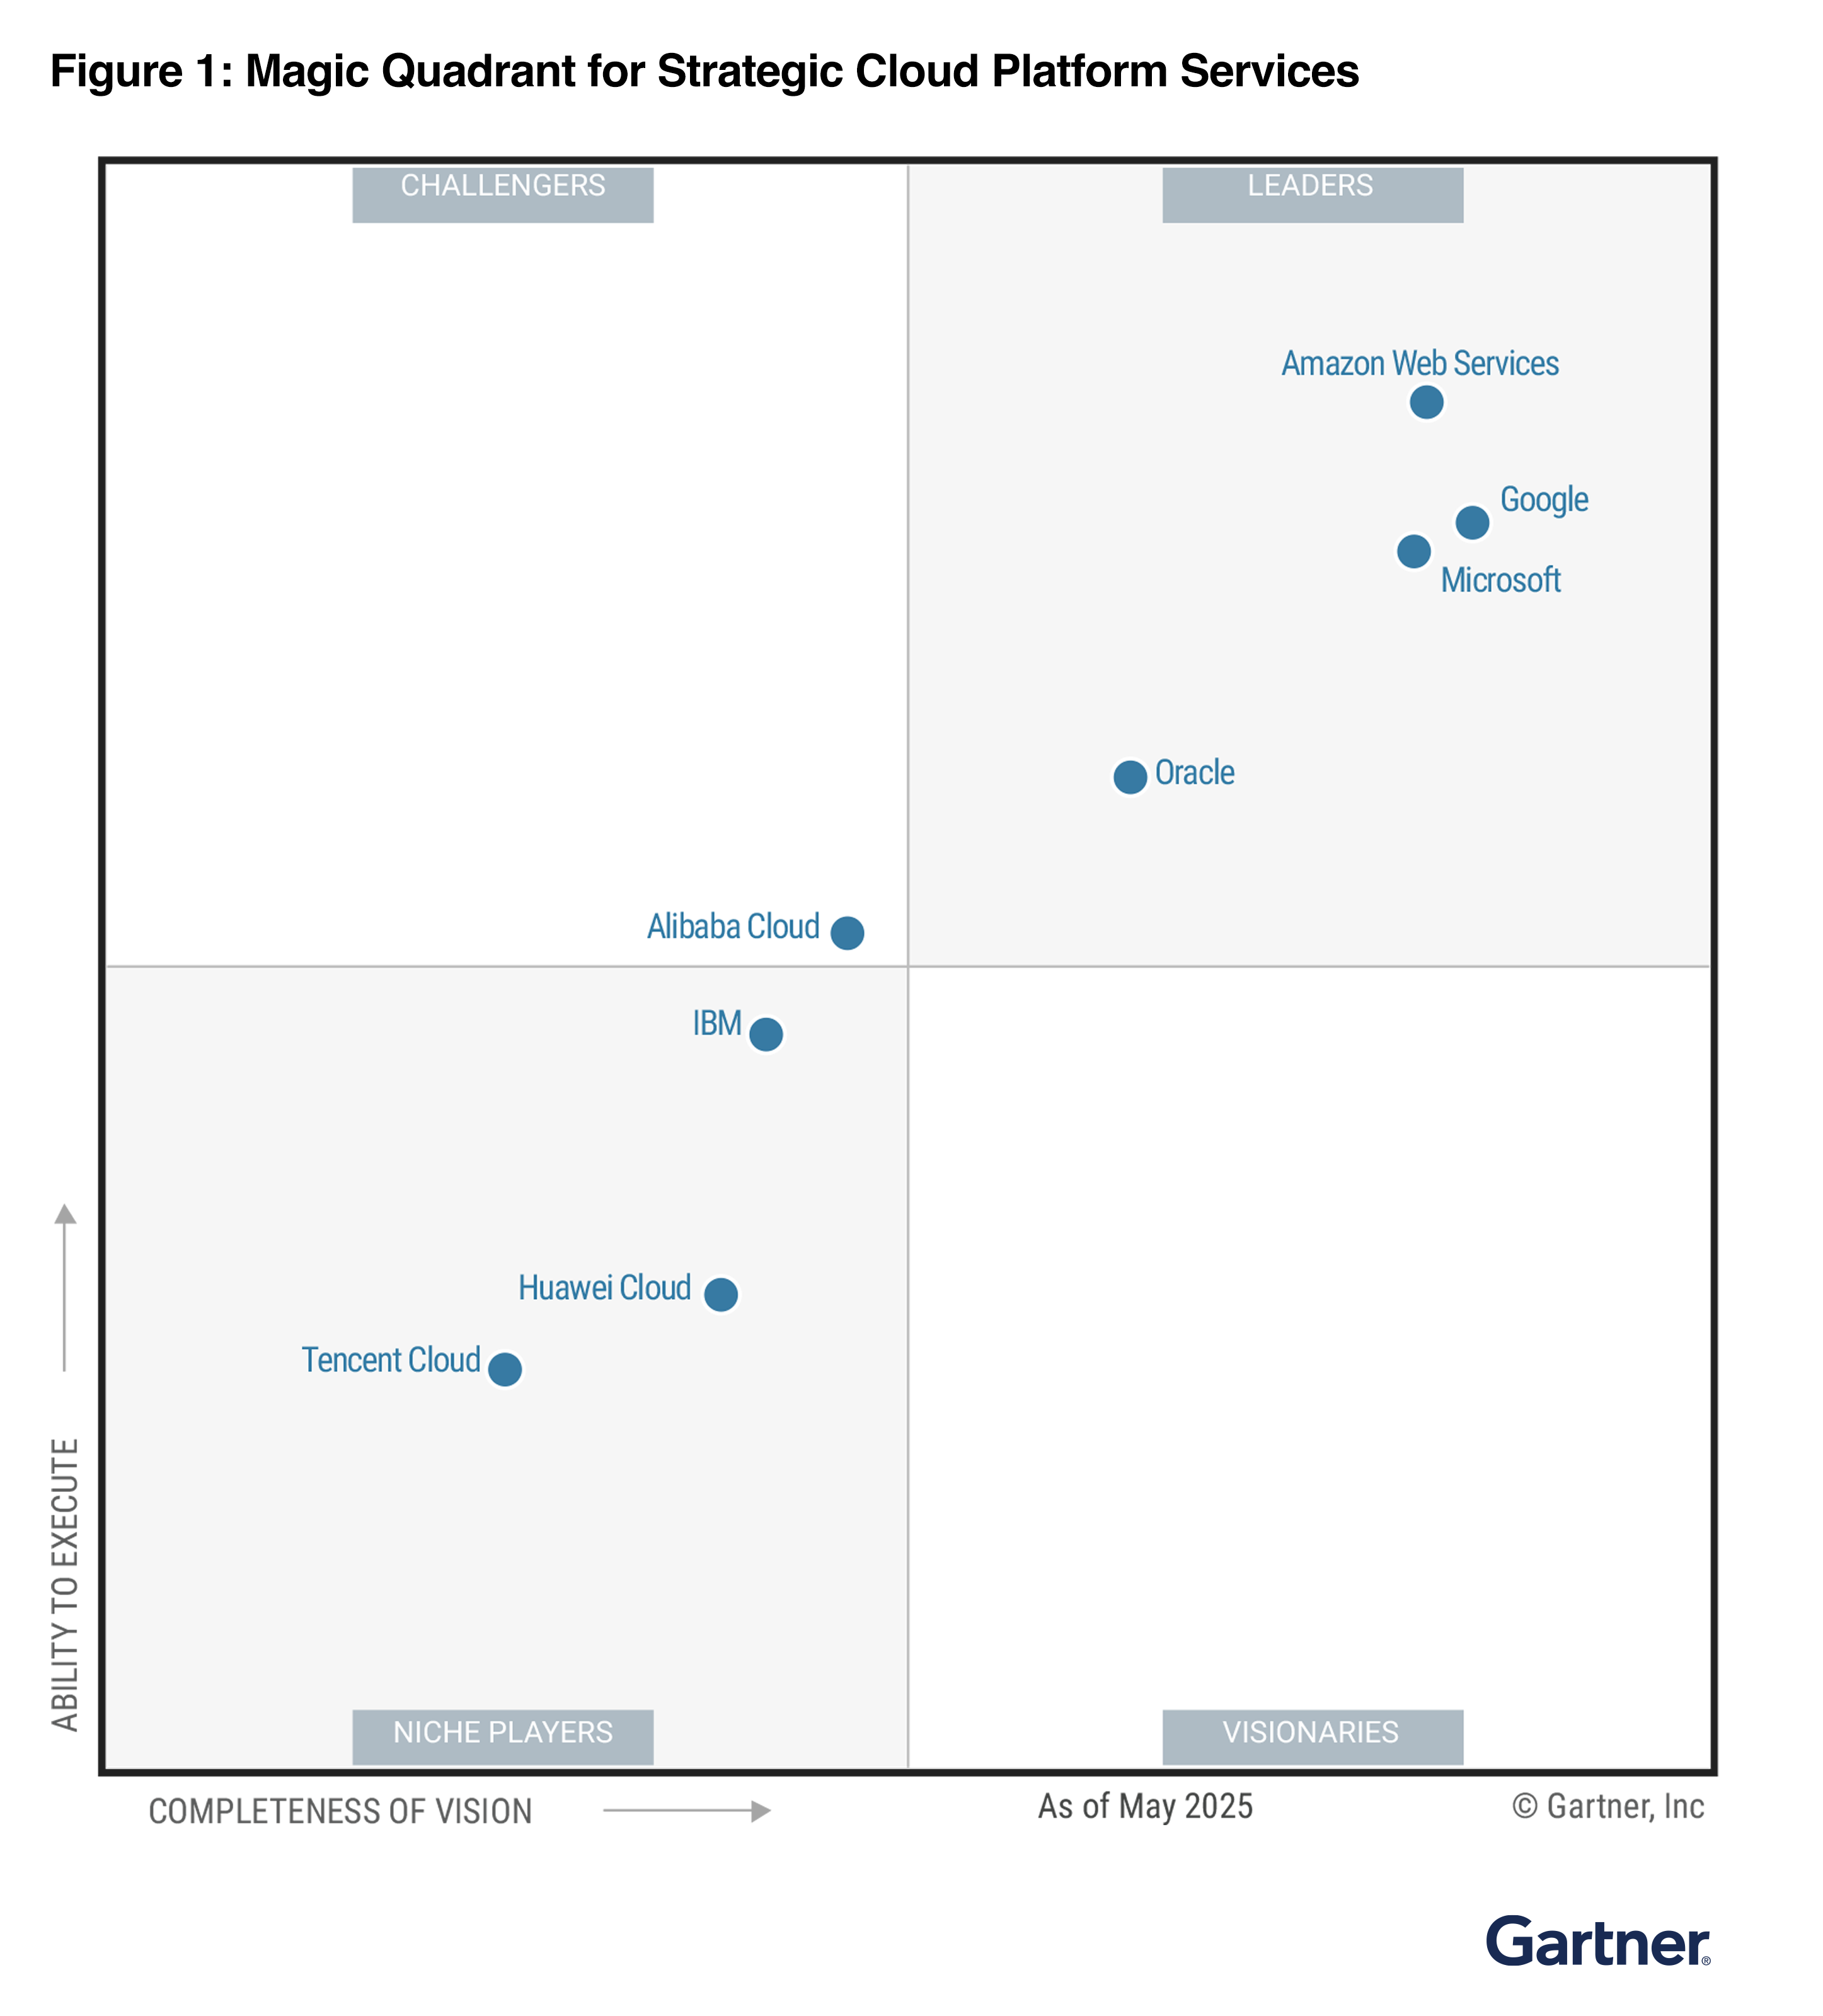 Figure 1: Magic Quadrant for Strategic Cloud Platform Services
CHALLENGERS
LEADERS
Amazon Web Services
Google
Microsoft
Oracle
Alibaba Cloud
IBM
Huawei Cloud
Tencent Cloud
ABILITY TO EXECUTE
NICHE PLAYERS
VISIONARIES
COMPLETENESS OF VISION
As of May 2025
© Gartner, Inc
Gartner®